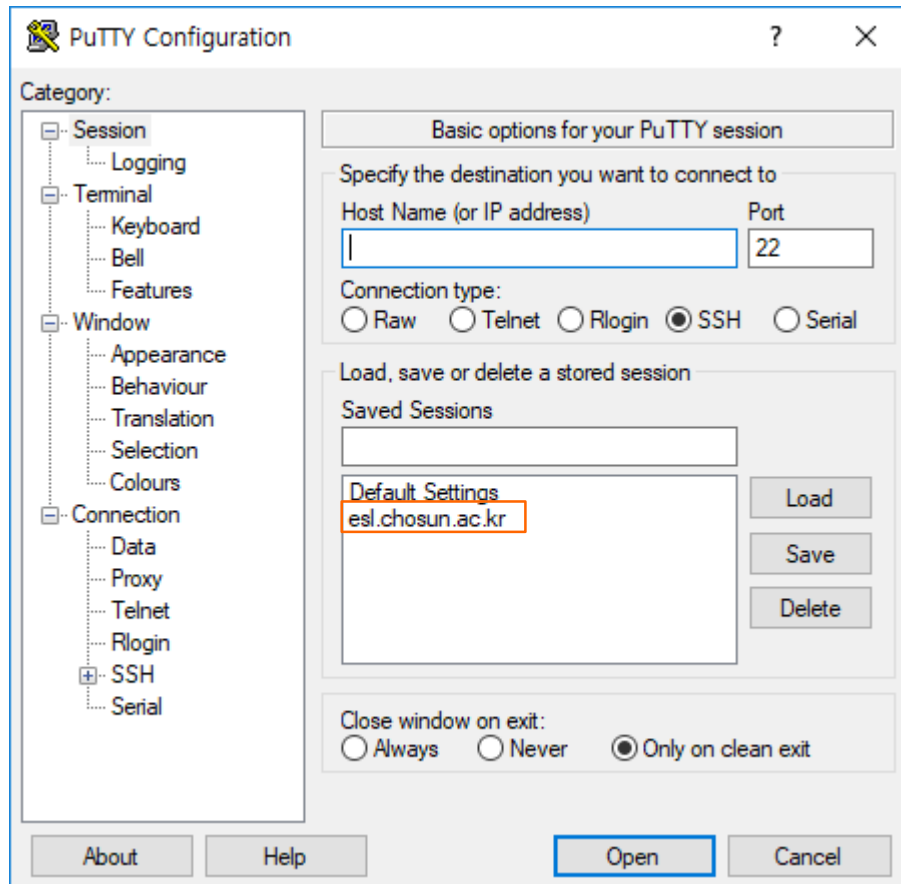 PuTTY Configuration
?
Category:
Session
Logging
Terminal
Keyboard
Bell
Features
Window
Appearance
Behaviour
Translation
Selection
Colours
Connection
Data
Proxy
Telnet
Rlogin
SSH
Serial
Basic options for your PuTTY session
Specify the destination you want to connect to
Host Name (or IP address) Port
22
Connection type:
Raw Telnet Rlogin SSH Serial
Load, save or delete a stored session
Saved Sessions
Default Settings
esl.chosun.ac.kr
Load
Save
Delete
Close window on exit:
Always Never Only on clean exit
About Help Open Cancel